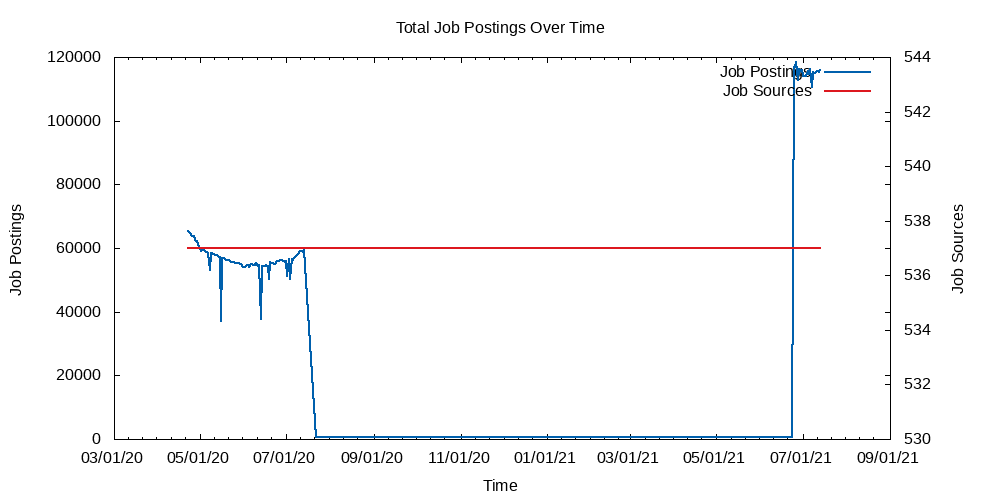 Total Job Postings Over Time
120000
100000
80000
60000
40000
20000
0
544
542
540
538
536
534
532
530
Job Postings
Job Sources
Job Postings
Job Sources
03/01/20 05/01/20 07/01/20 09/01/20 11/01/20 01/01/21 03/01/21 05/01/21 07/01/21 09/01/21
Time